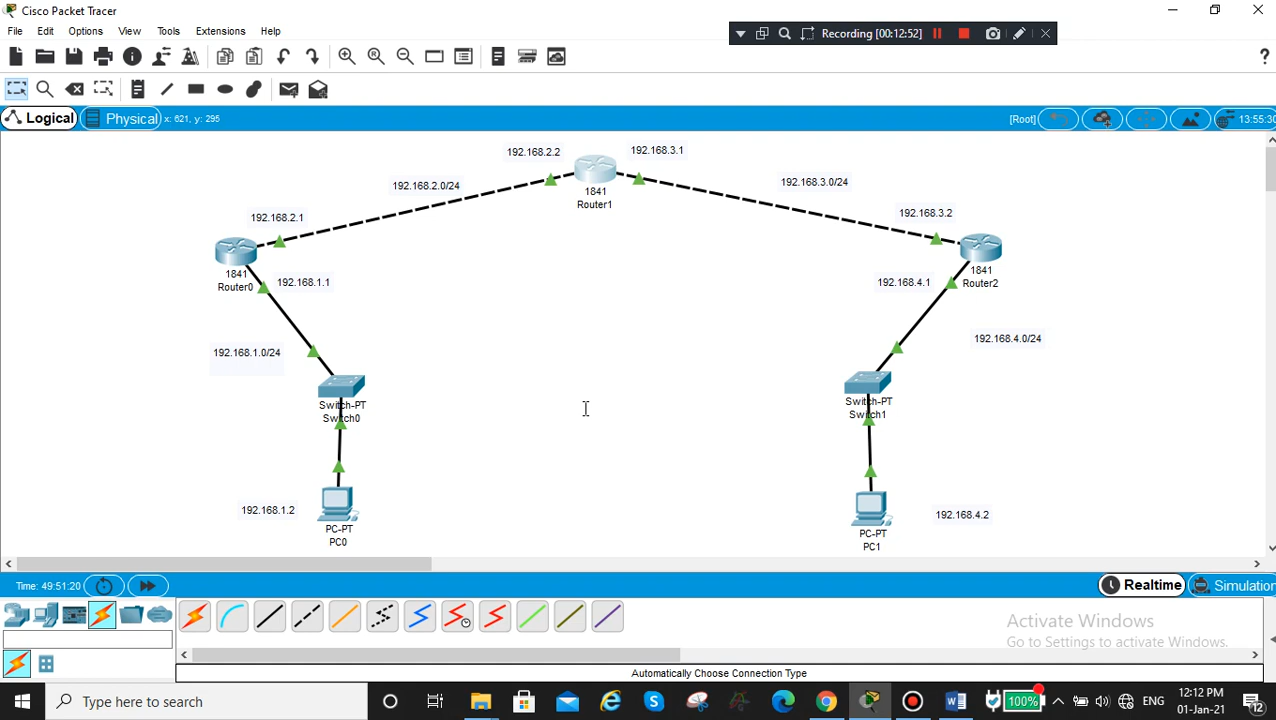 Cisco Packet Tracer
File Edit Options View Tools Extensions Help
Recording [00:12:52]
?
Logical Physical x: 621, y: 295 [Root] 13:55:30
192.168.2.2 192.168.3.1
192.168.2.0/24 192.168.3.0/24
1841
Router1
192.168.2.1 192.168.3.2
1841
Router0
192.168.1.1
192.168.4.1
1841
Router2
192.168.1.0/24 192.168.4.0/24
Switch-PT
Switch0
Switch-PT
Switch1
192.168.1.2
PC-PT
PC0
192.168.4.2
PC-PT
PC1
Time: 49:51:20 Realtime Simulation
Activate Windows
Go to Settings to activate Windows.
Automatically Choose Connection Type
Type here to search
100%
ENG
12:12 PM
01-Jan-21
12